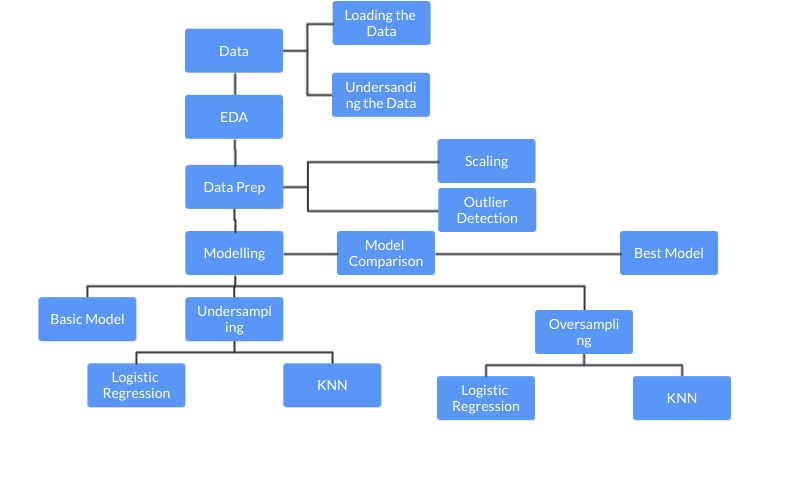 Loading the
Data
Data
Undersandi
ng the Data
EDA
Scaling
Data Prep
Outlier
Detection
Modelling
Model
Comparison
Best Model
Basic Model
Undersampl
ing
Oversampli
ng
Logistic
Regression
KNN
Logistic
Regression
KNN